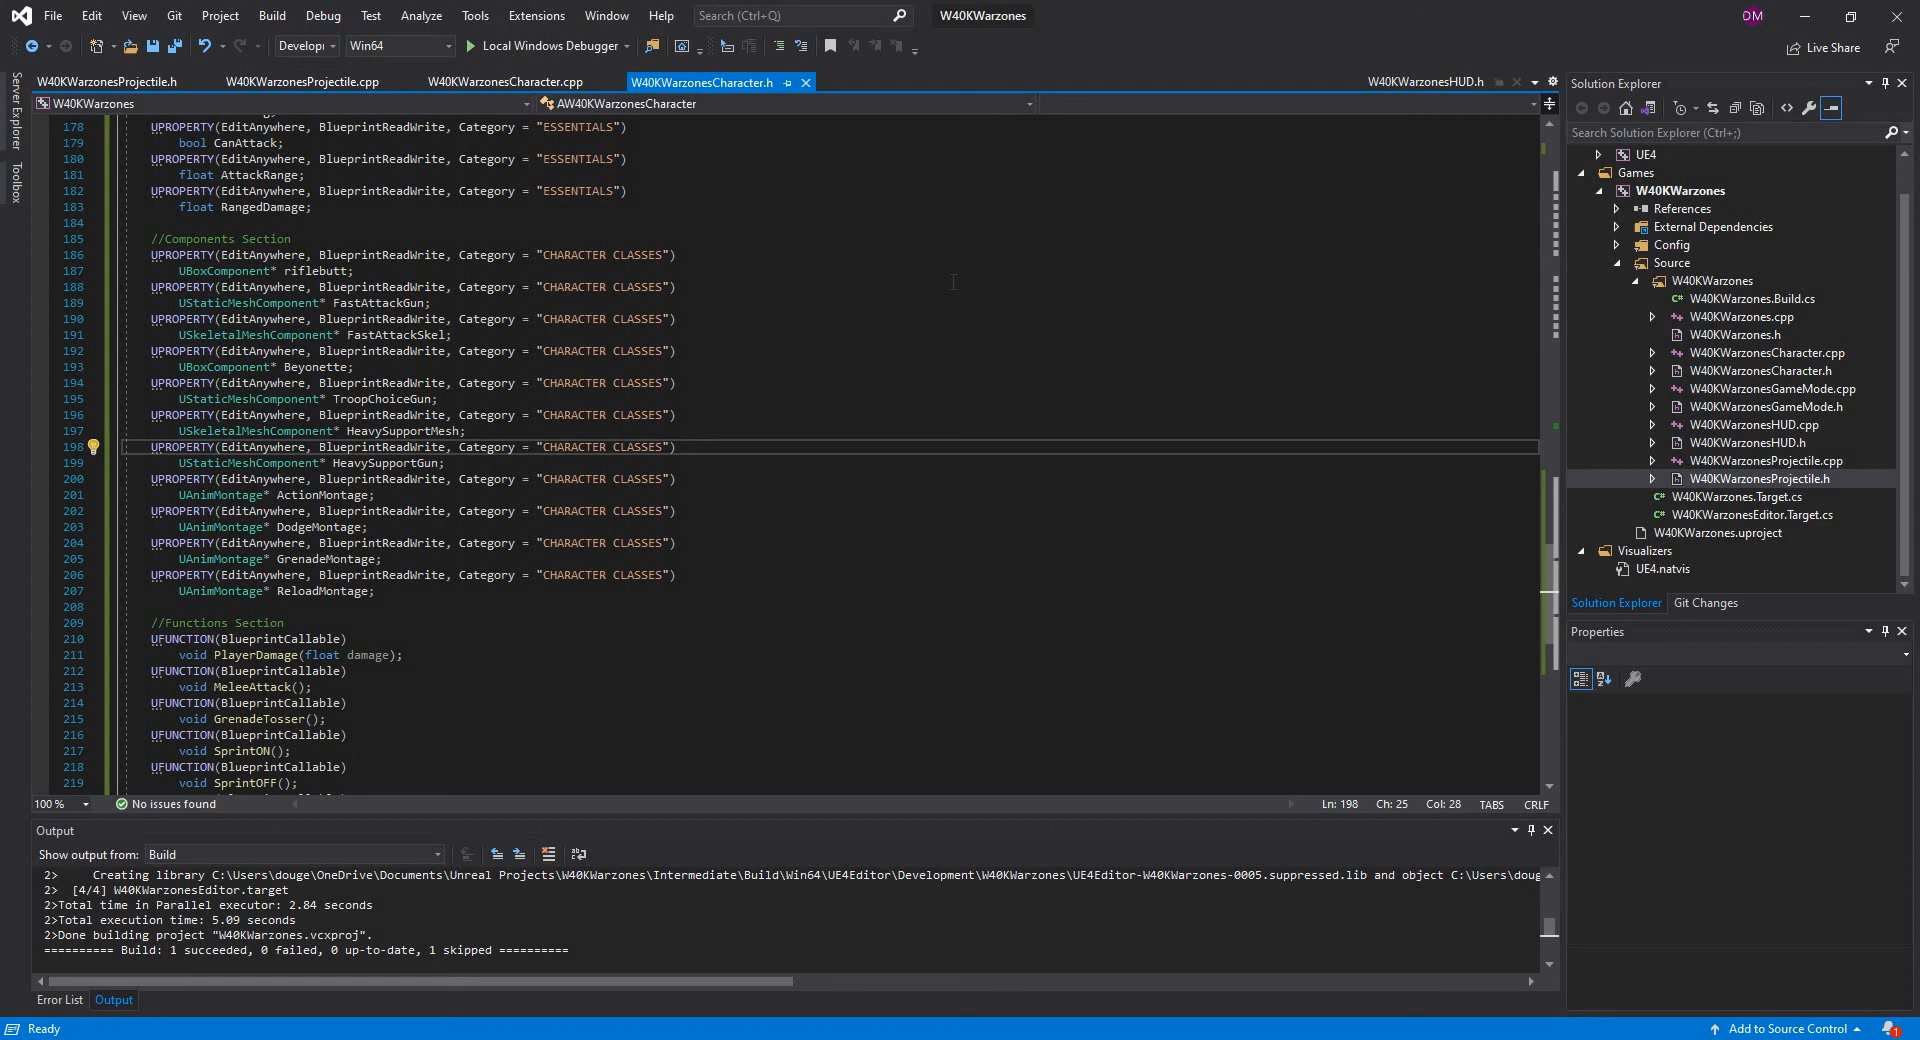 File Edit View Git Project Build Debug Test Analyze Tools Extensions Window Help Search (Ctrl+Q) W40KWarzones DM
Develop Win64 Local Windows Debugger Live Share
Server Explorer
Toolbox
W40KWarzonesProjectile.h W40KWarzonesProjectile.cpp W40KWarzonesCharacter.cpp W40KWarzonesCharacter.h W40KWarzonesHUD.h
W40KWarzones AW40KWarzonesCharacter
178 UPROPERTY(EditAnywhere, BlueprintReadWrite, Category = "ESSENTIALS")
179 bool CanAttack;
180 UPROPERTY(EditAnywhere, BlueprintReadWrite, Category = "ESSENTIALS")
181 float AttackRange;
182 UPROPERTY(EditAnywhere, BlueprintReadWrite, Category = "ESSENTIALS")
183 float RangedDamage;
184
185 //Components Section
186 UPROPERTY(EditAnywhere, BlueprintReadWrite, Category = "CHARACTER CLASSES")
187 UBoxComponent* riflebutt;
188 UPROPERTY(EditAnywhere, BlueprintReadWrite, Category = "CHARACTER CLASSES")
189 UStaticMeshComponent* FastAttackGun;
190 UPROPERTY(EditAnywhere, BlueprintReadWrite, Category = "CHARACTER CLASSES")
191 USkeletalMeshComponent* FastAttackSkel;
192 UPROPERTY(EditAnywhere, BlueprintReadWrite, Category = "CHARACTER CLASSES")
193 UBoxComponent* Beyonette;
194 UPROPERTY(EditAnywhere, BlueprintReadWrite, Category = "CHARACTER CLASSES")
195 UStaticMeshComponent* TroopChoiceGun;
196 UPROPERTY(EditAnywhere, BlueprintReadWrite, Category = "CHARACTER CLASSES")
197 USkeletalMeshComponent* HeavySupportMesh;
198 UPROPERTY(EditAnywhere, BlueprintReadWrite, Category = "CHARACTER CLASSES")
199 UStaticMeshComponent* HeavySupportGun;
200 UPROPERTY(EditAnywhere, BlueprintReadWrite, Category = "CHARACTER CLASSES")
201 UAnimMontage* ActionMontage;
202 UPROPERTY(EditAnywhere, BlueprintReadWrite, Category = "CHARACTER CLASSES")
203 UAnimMontage* DodgeMontage;
204 UPROPERTY(EditAnywhere, BlueprintReadWrite, Category = "CHARACTER CLASSES")
205 UAnimMontage* GrenadeMontage;
206 UPROPERTY(EditAnywhere, BlueprintReadWrite, Category = "CHARACTER CLASSES")
207 UAnimMontage* ReloadMontage;
208
209 //Functions Section
210 UFUNCTION(BlueprintCallable)
211 void PlayerDamage(float damage);
212 UFUNCTION(BlueprintCallable)
213 void MeleeAttack();
214 UFUNCTION(BlueprintCallable)
215 void GrenadeTosser();
216 UFUNCTION(BlueprintCallable)
217 void SprintON();
218 UFUNCTION(BlueprintCallable)
219 void SprintOFF();
100 % No issues found Ln: 198 Ch: 25 Col: 28 TABS CRLF
Output
Show output from: Build
2> Creating library C:\Users\douge\OneDrive\Documents\Unreal Projects\W40KWarzones\Intermediate\Build\Win64\UE4Editor\Development\W40KWarzones\UE4Editor-W40KWarzones-0005.suppressed.lib and object C:\Users\doug
2> [4/4] W40KWarzonesEditor.target
2>Total time in Parallel executor: 2.84 seconds
2>Total execution time: 5.09 seconds
2>Done building project "W40KWarzones.vcxproj".
========== Build: 1 succeeded, 0 failed, 0 up-to-date, 1 skipped ==========
Error List Output
Ready Add to Source Control 1
Solution Explorer
Search Solution Explorer (Ctrl+;)
UE4
Games
W40KWarzones
References
External Dependencies
Config
Source
W40KWarzones
W40KWarzones.Build.cs
W40KWarzones.cpp
W40KWarzones.h
W40KWarzonesCharacter.cpp
W40KWarzonesCharacter.h
W40KWarzonesGameMode.cpp
W40KWarzonesGameMode.h
W40KWarzonesHUD.cpp
W40KWarzonesHUD.h
W40KWarzonesProjectile.cpp
W40KWarzonesProjectile.h
W40KWarzones.Target.cs
W40KWarzonesEditor.Target.cs
W40KWarzones.uproject
Visualizers
UE4.natvis
Solution Explorer Git Changes
Properties